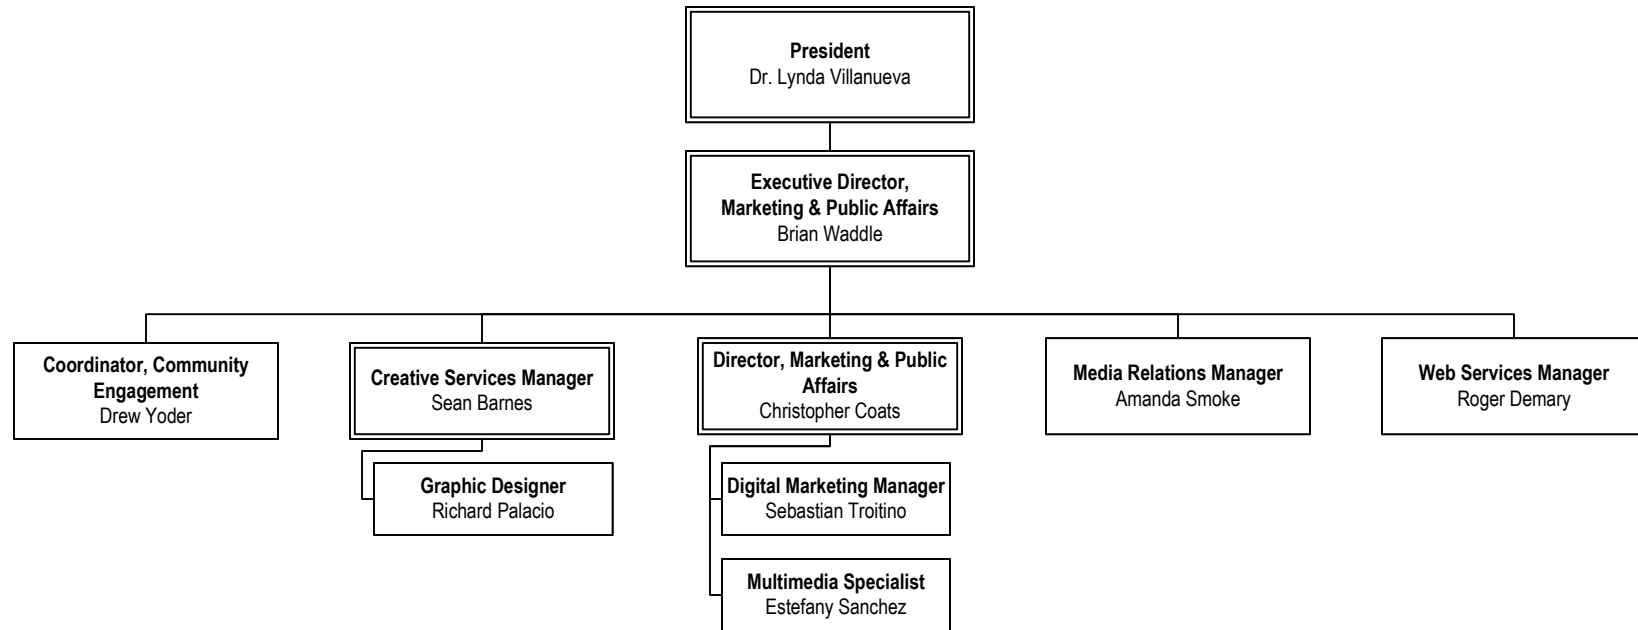 President
Dr. Lynda Villanueva
Executive Director,
Marketing & Public Affairs
Brian Waddle
Coordinator, Community
Engagement
Drew Yoder
Creative Services Manager
Sean Barnes
Director, Marketing & Public
Affairs
Christopher Coats
Media Relations Manager
Amanda Smoke
Web Services Manager
Roger Demary
Graphic Designer
Richard Palacio
Digital Marketing Manager
Sebastian Troitino
Multimedia Specialist
Estefany Sanchez